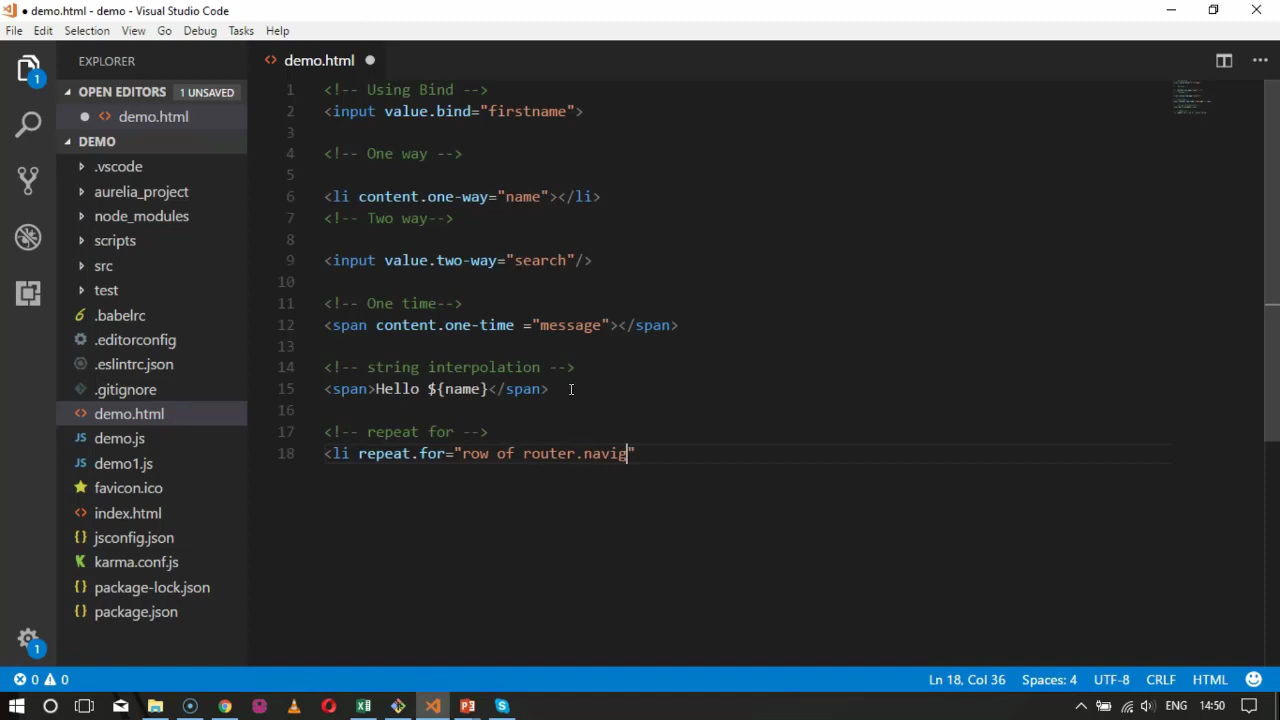 ● demo.html - demo - Visual Studio Code
File Edit Selection View Go Debug Tasks Help
EXPLORER
demo.html
OPEN EDITORS 1 UNSAVED
demo.html
DEMO
.vscode
aurelia_project
node_modules
scripts
src
test
.babelrc
.editorconfig
.eslintrc.json
.gitignore
demo.html
demo.js
demo1.js
favicon.ico
index.html
jsconfig.json
karma.conf.js
package-lock.json
package.json
1
1
1 <!-- Using Bind -->
2 <input value.bind="firstname">
3
4 <!-- One way -->
5
6 <li content.one-way="name"></li>
7 <!-- Two way-->
8
9 <input value.two-way="search"/>
10
11 <!-- One time-->
12 <span content.one-time ="message"></span>
13
14 <!-- string interpolation -->
15 <span>Hello ${name}</span>
16
17 <!-- repeat for -->
18 <li repeat.for="row of router.navig"
0 0 Ln 18, Col 36 Spaces: 4 UTF-8 CRLF HTML
ENG 14:50